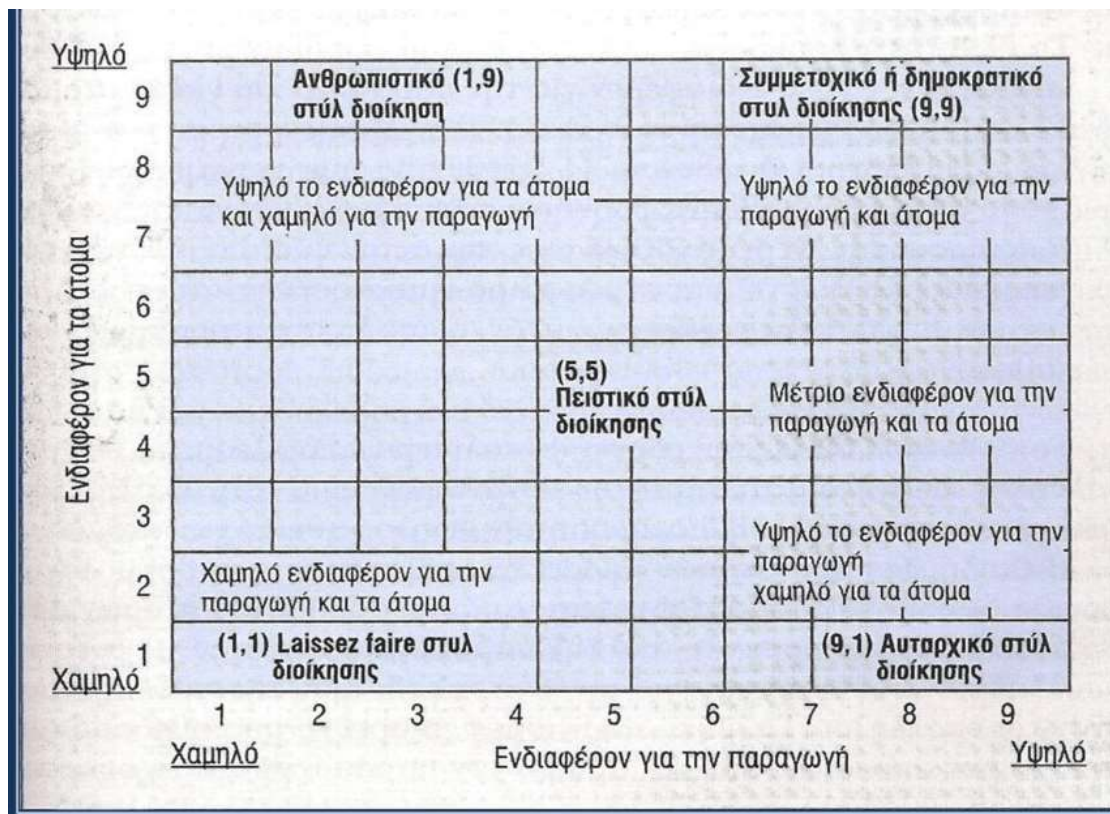 Υψηλό
Ανθρωπιστικό (1,9)
στύλ διοίκηση
Συμμετοχικό ή δημοκρατικό
στυλ διοίκησης (9,9)
9
8
Υψηλό το ενδιαφέρον για τα άτομα
και χαμηλό για την παραγωγή
Υψηλό το ενδιαφέρον για την
παραγωγή και άτομα
7
6
Ενδιαφέρον για τα άτομα
5
(5,5)
Πειστικό στύλ
διοίκησης
Μέτριο ενδιαφέρον για την
παραγωγή και τα άτομα
4
3
Υψηλό το ενδιαφέρον για την
παραγωγή
χαμηλό για τα άτομα
Χαμηλό ενδιαφέρον για την
παραγωγή και τα άτομα
2
(1,1) Laissez faire στυλ
διοίκησης
(9,1) Αυταρχικό στύλ
διοίκησης
1
Χαμηλό
1 2 3 4 5 6 7 8 9
Χαμηλό
Ενδιαφέρον για την παραγωγή
Υψηλό